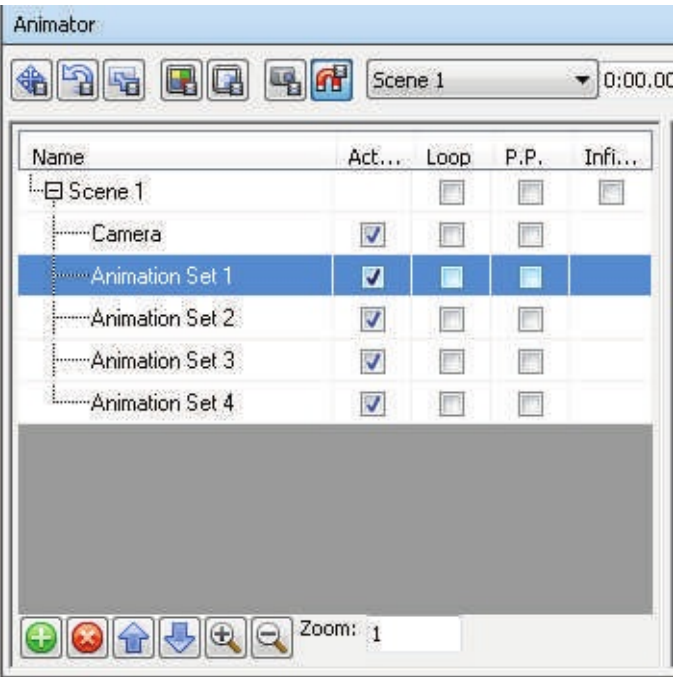 Animator
Scene 1 0:00.00
Name Act... Loop P.P. Infi...
Scene 1
Camera
Animation Set 1
Animation Set 2
Animation Set 3
Animation Set 4
Zoom: 1